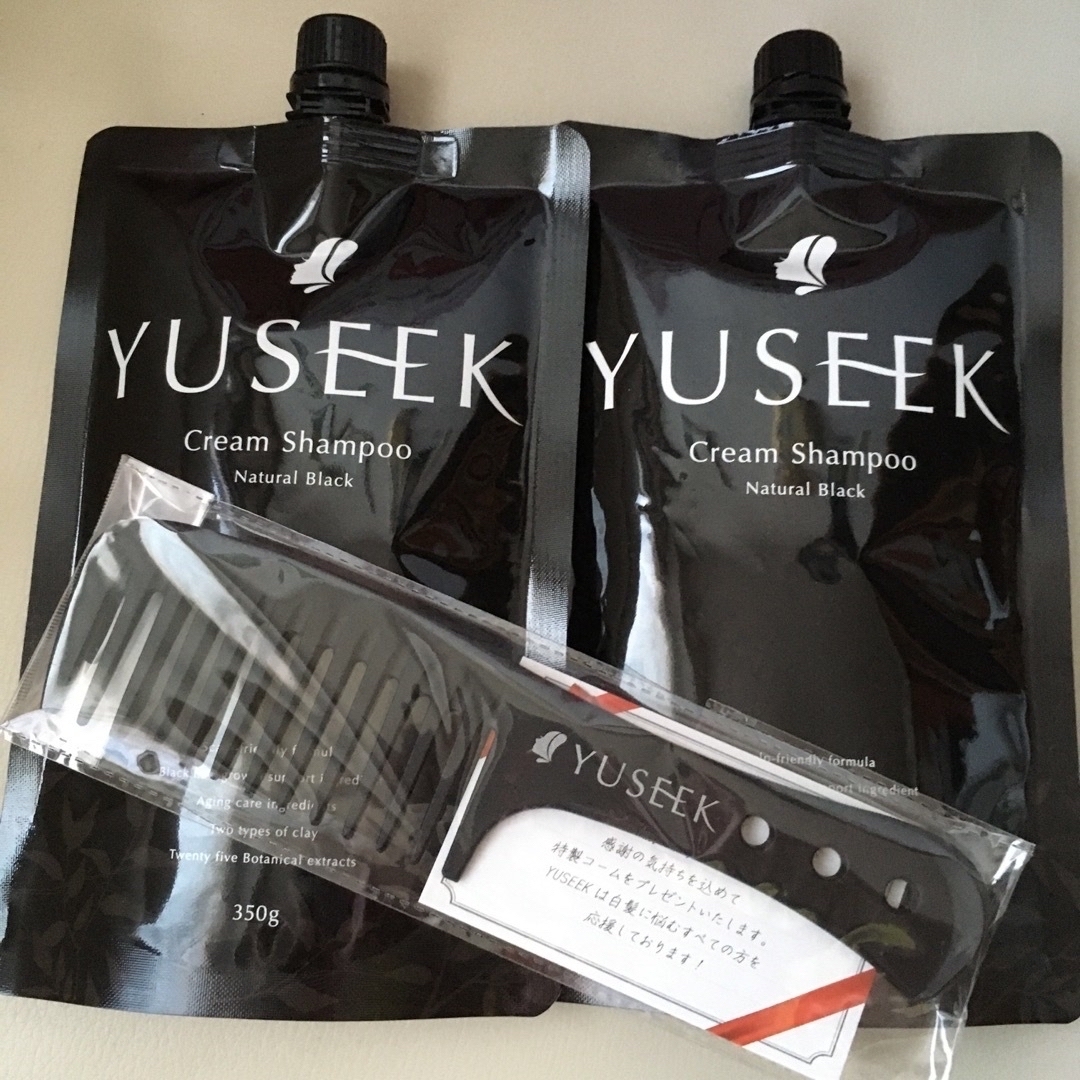 YUSEEK
Cream Shampoo
Natural Black
Aging care ingredients
Two types of clay
Twenty five Botanical extracts
350g
YUSEEK
Cream Shampoo
Natural Black
formula
ingredient
YUSEEK
感謝の気持ちを込めて
特製コームをプレゼントいたします。
YUSEEKは白髪に悩むすべての方を
応援しております!